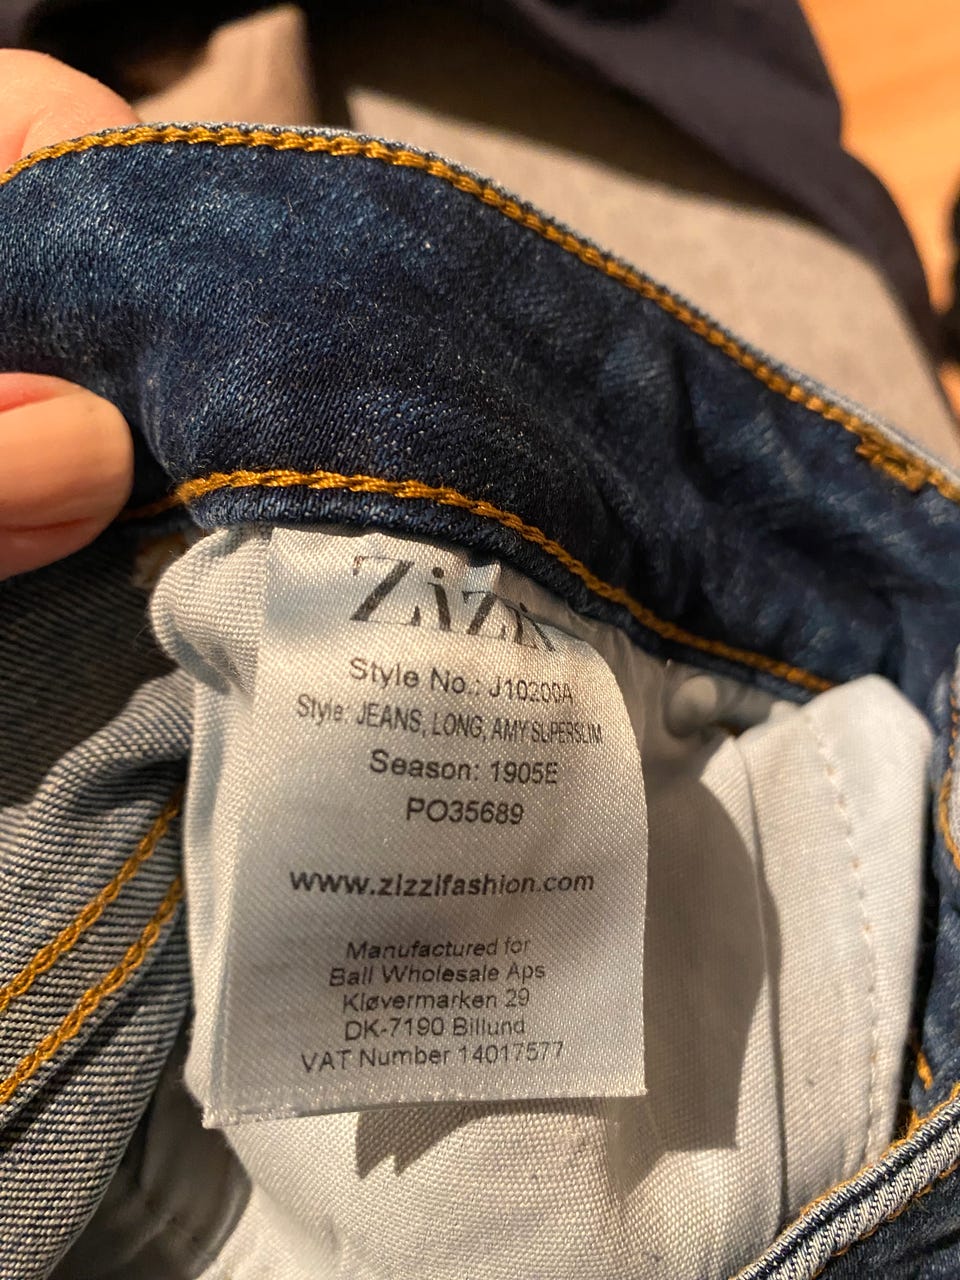 ZiZZi
Style No.: J10200A
Style: JEANS, LONG, AMY SUPERSLIM
Season: 1905E
PO35689
www.zizzifashion.com
Manufactured for
Ball Wholesale Aps
Kløvermarken 29
DK-7190 Billund
VAT Number 14017577